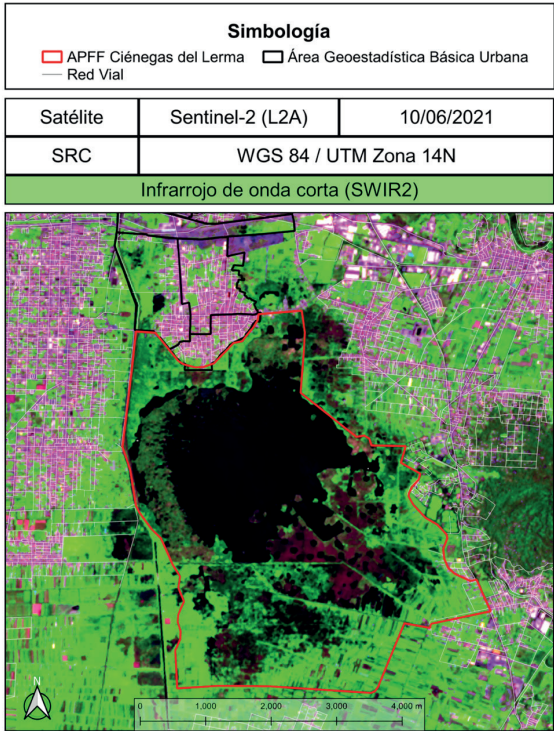 Simbología
APFF Ciénegas del Lerma Área Geoestadística Básica Urbana
Red Vial
Satélite Sentinel-2 (L2A) 10/06/2021
SRC WGS 84 / UTM Zona 14N
Infrarrojo de onda corta (SWIR2)
N
0 1,000 2,000 3,000 4,000 m